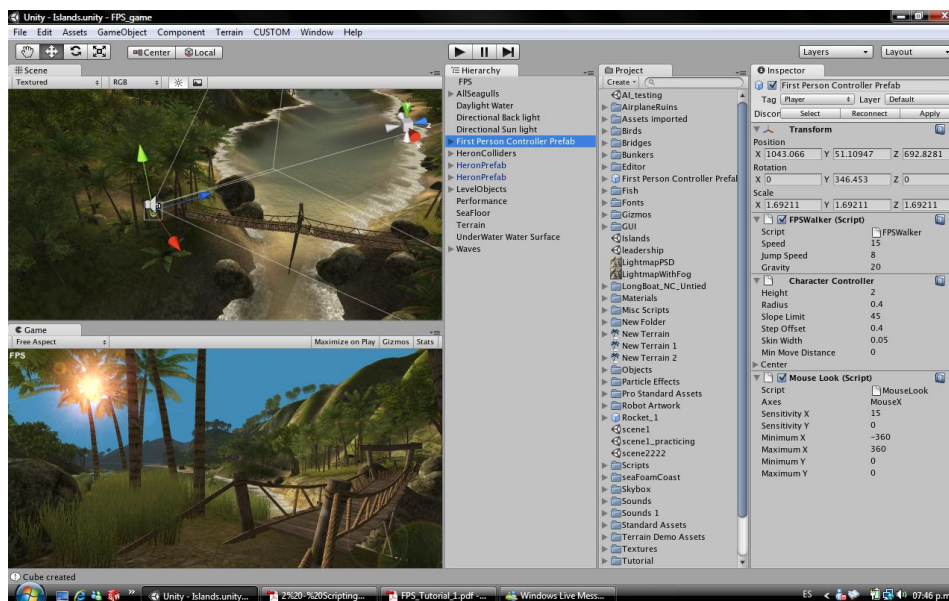 Unity - Islands.unity - FPS_game
File Edit Assets GameObject Component Terrain CUSTOM Window Help
Center Local
Layers Layout
Scene
Textured RGB
FPS
AllSeagulls
Daylight Water
Directional Back light
Directional Sun light
First Person Controller Prefab
HeronColliders
HeronPrefab
HeronPrefab
LevelObjects
Performance
SeaFloor
Terrain
UnderWater Water Surface
Waves
Hierarchy
Game
Free Aspect Maximize on Play Gizmos Stats
FPS
Project
Create
AI_testing
AirplaneRuins
Assets imported
Birds
Bridges
Bunkers
Editor
First Person Controller Prefal
Fish
Fonts
Gizmos
GUI
Islands
leadership
LightmapPSD
LightmapWithFog
LongBoat_NC_Untied
Materials
Misc Scripts
New Folder
New Terrain
New Terrain 1
New Terrain 2
Objects
Particle Effects
Pro Standard Assets
Robot Artwork
Rocket_1
scene1
scene1_practicing
scene2222
Scripts
seaFoamCoast
Skybox
Sounds
Sounds 1
Standard Assets
Terrain Demo Assets
Textures
Tutorial
Inspector
First Person Controller Prefab
Tag Player Layer Default
Discor Select Reconnect Apply
Transform
Position
X 1043.066 Y 51.10947 Z 692.8281
Rotation
X 0 Y 346.453 Z 0
Scale
X 1.69211 Y 1.69211 Z 1.69211
FPSWalker (Script)
Script FPSWalker
Speed 15
Jump Speed 8
Gravity 20
Character Controller
Height 2
Radius 0.4
Slope Limit 45
Step Offset 0.4
Skin Width 0.05
Min Move Distance 0
Center
Mouse Look (Script)
Script MouseLook
Axes MouseX
Sensitivity X 15
Sensitivity Y 0
Minimum X -360
Maximum X 360
Minimum Y 0
Maximum Y 0
Cube created
Unity - Islands.unity... 2%20-%20Scripting... FPS_Tutorial_1.pdf -... Windows Live Mess... ES 07:46 p.m.